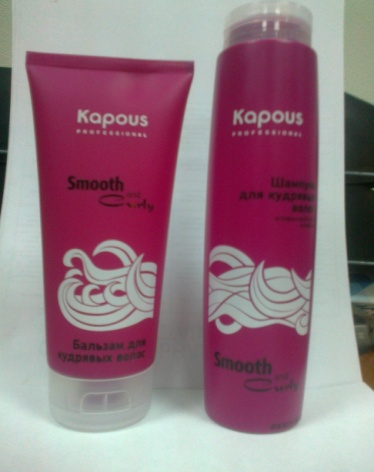 Kapous
PROFESSIONAL
Smooth
and
Curly
Бальзам для
кудрявых волос
Kapous
PROFESSIONAL
Шампунь
для кудрявых
волос
Smooth
and
Curly